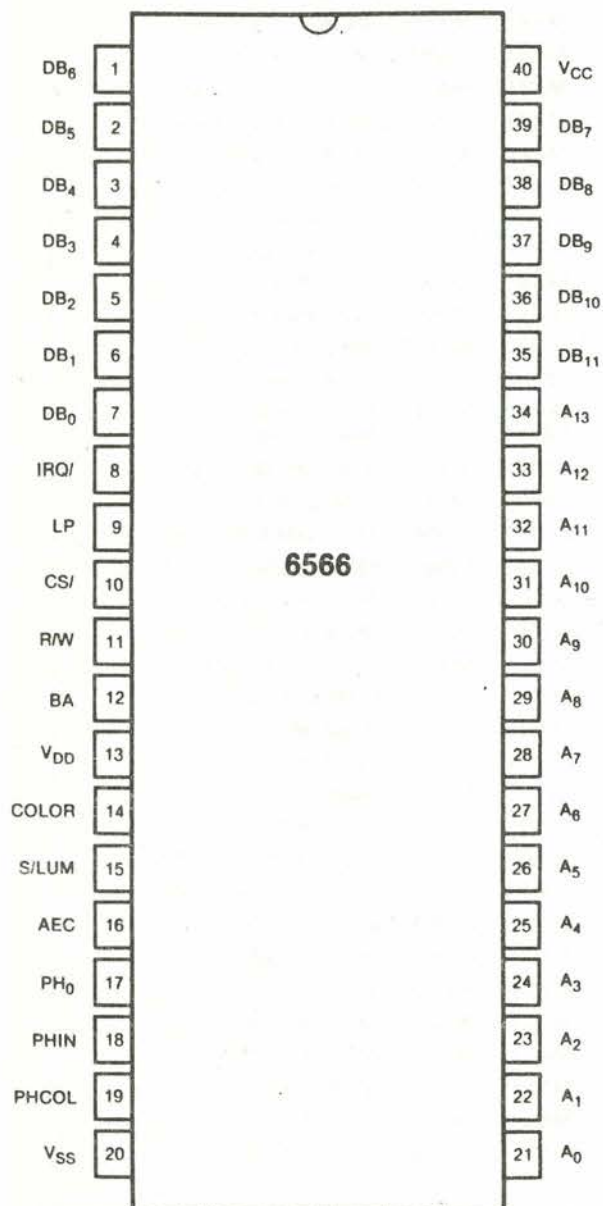 DB₆ 1 40 V_CC
DB₅ 2 39 DB₇
DB₄ 3 38 DB₈
DB₃ 4 37 DB₉
DB₂ 5 36 DB₁₀
DB₁ 6 35 DB₁₁
DB₀ 7 34 A₁₃
IRQ/ 8 33 A₁₂
LP 9 32 A₁₁
6566
CS/ 10 31 A₁₀
R/W 11 30 A₉
BA 12 29 A₈
V_DD 13 28 A₇
COLOR 14 27 A₆
S/LUM 15 26 A₅
AEC 16 25 A₄
PH₀ 17 24 A₃
PHIN 18 23 A₂
PHCOL 19 22 A₁
V_SS 20 21 A₀